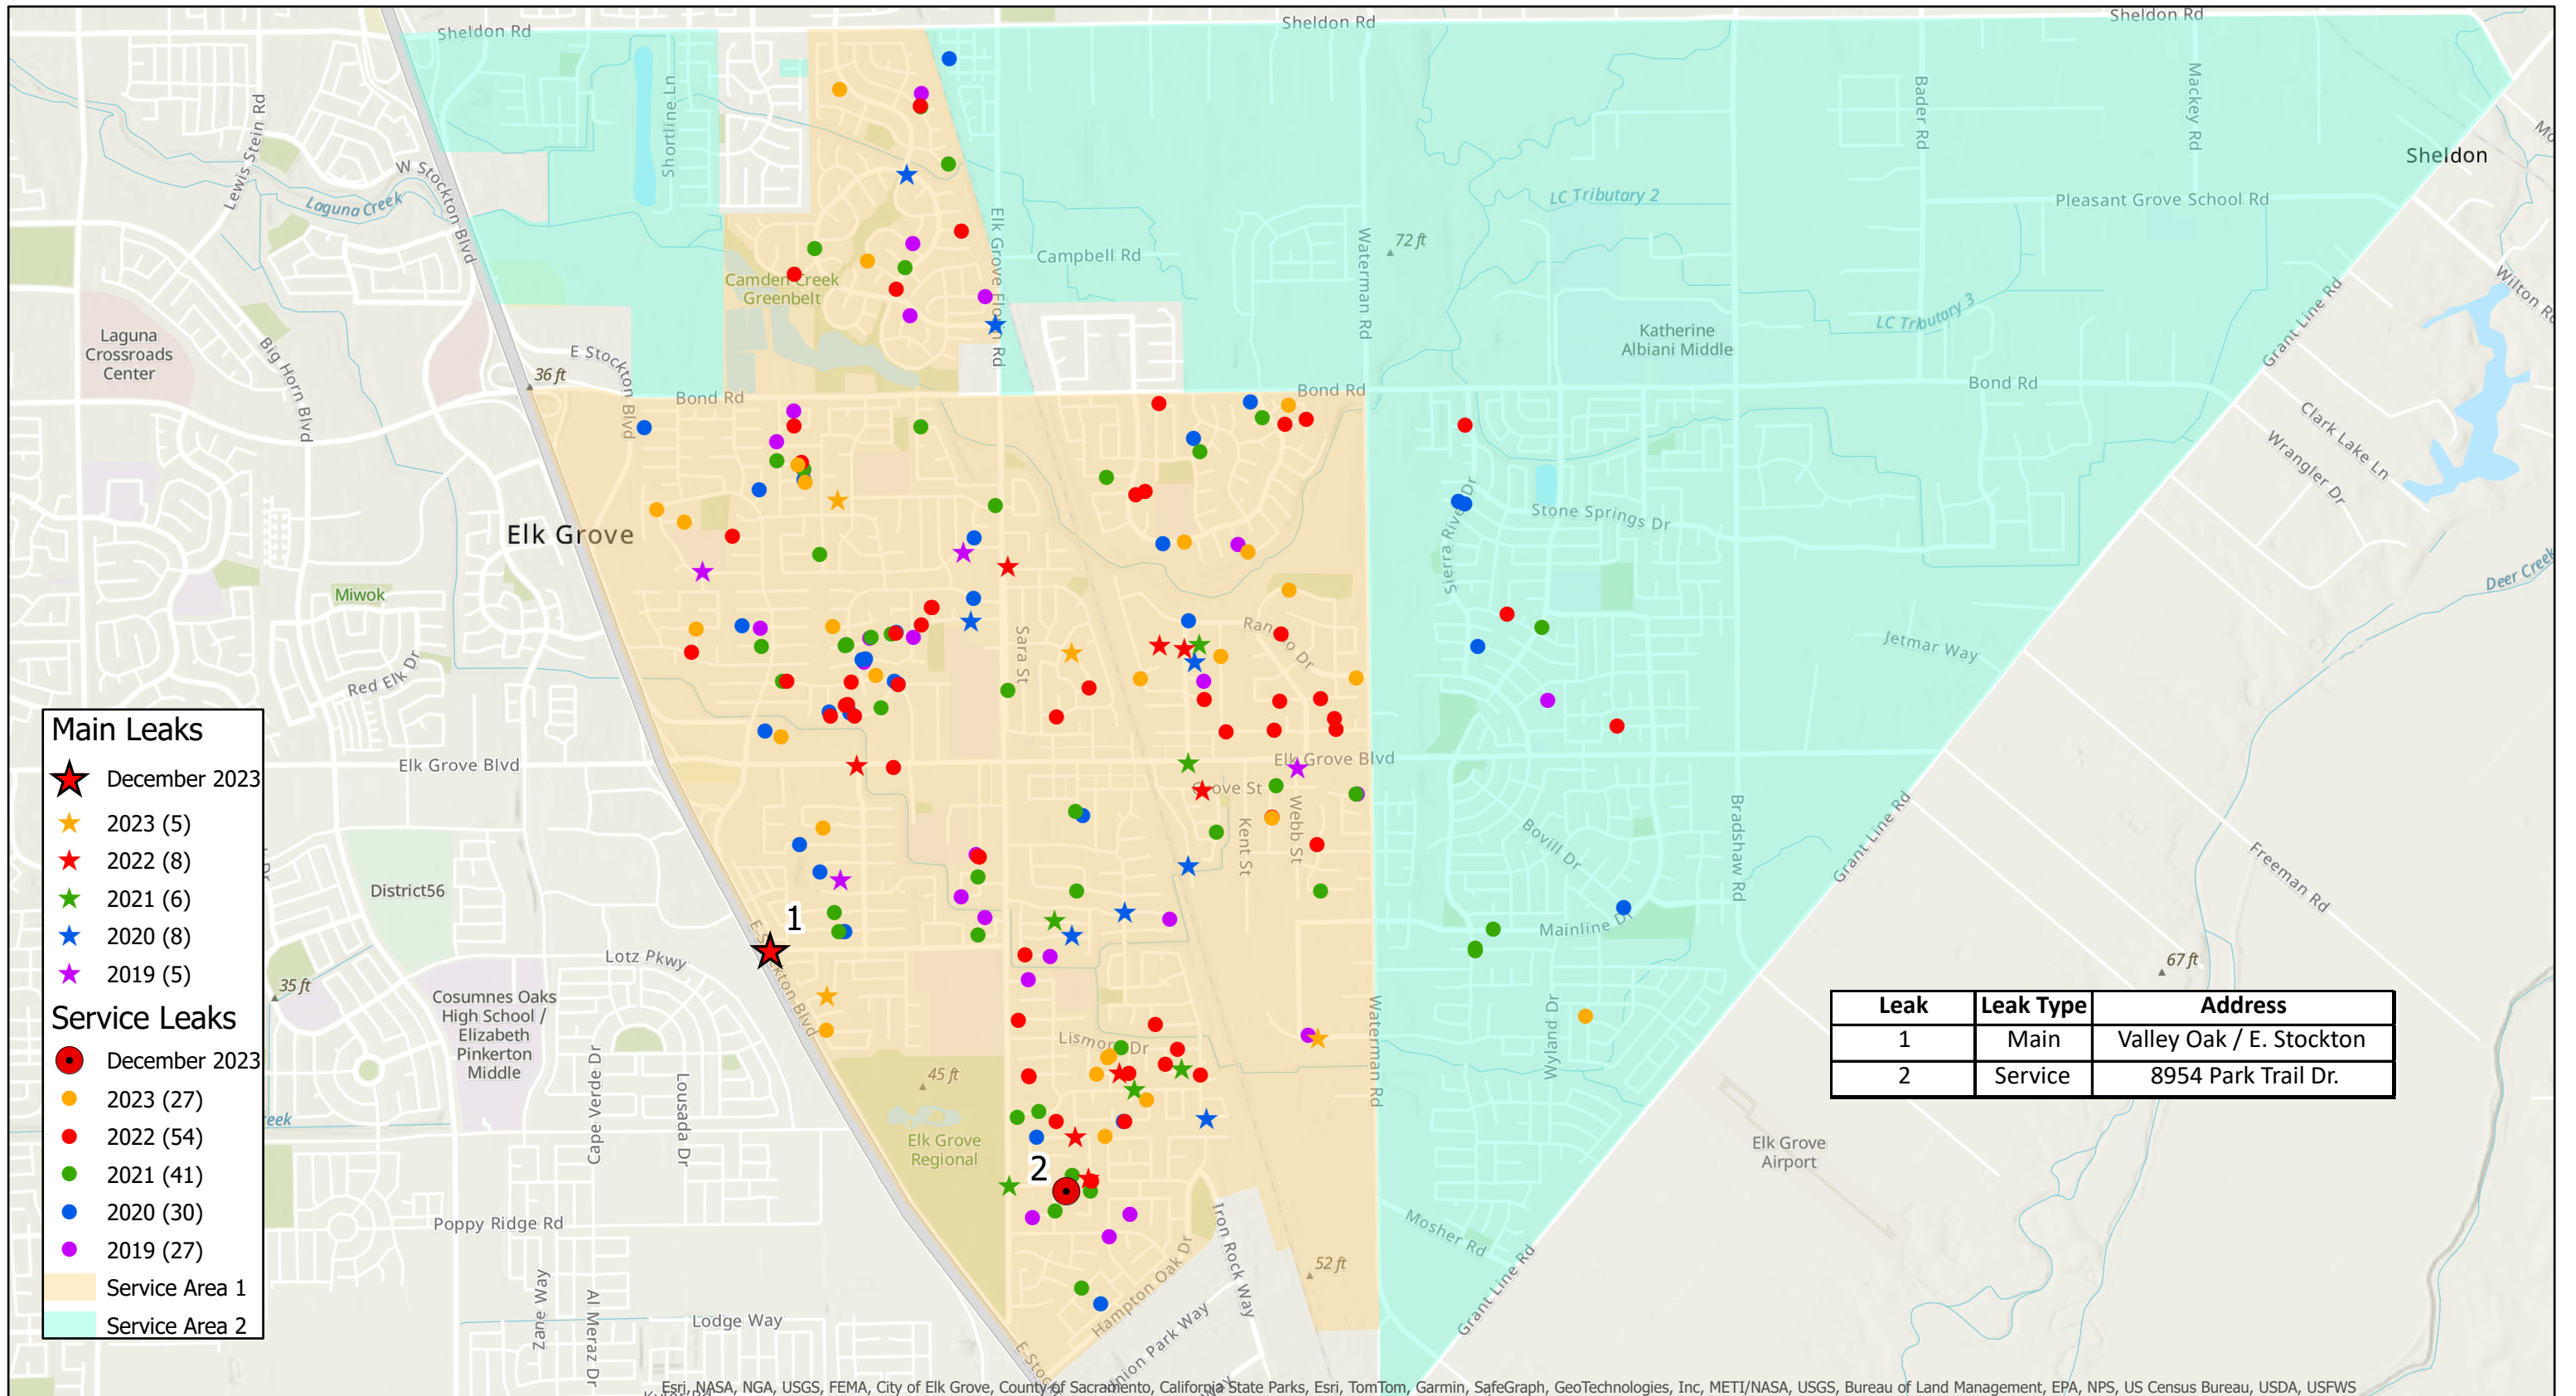 Sheldon Rd
Sheldon Rd
Sheldon Rd
Lewis Stein Rd
W Stockton Blvd
Laguna Creek
Shortline Ln
Elk Grove Florin Rd
Campbell Rd
Waterman Rd
72 ft
LC Tributary 2
Bader Rd
Mackey Rd
Sheldon
Pleasant Grove School Rd
Wilton Rd
Camden Creek
Greenbelt
Laguna
Crossroads
Center
Big Horn Blvd
36 ft
E Stockton Blvd
Bond Rd
Bond Rd
Bond Rd
Katherine
Albiani Middle
LC Tributary 3
Grant Line Rd
Clark Lake Ln
Wrangler Dr
Deer Creek
Elk Grove
Miwok
Red Elk Dr
Sara St
Sierra River Dr
Stone Springs Dr
Jetmar Way
Elk Grove Blvd
Elk Grove Blvd
Grove St
Kent St
Webb St
Bovill Dr
Bradshaw Rd
Grant Line Rd
Freeman Rd
Mainline Dr
Main Leaks
December 2023
2023 (5)
2022 (8)
2021 (6)
2020 (8)
2019 (5)
Service Leaks
December 2023
2023 (27)
2022 (54)
2021 (41)
2020 (30)
2019 (27)
Service Area 1
Service Area 2
District56
35 ft
Cosumnes Oaks
High School /
Elizabeth
Pinkerton
Middle
Lotz Pkwy
1
Cape Verde Dr
Lousada Dr
45 ft
Elk Grove
Regional
Lismore Dr
2
Waterman Rd
Wyland Dr
67 ft
Leak Leak Type Address
1 Main Valley Oak / E. Stockton
2 Service 8954 Park Trail Dr.
Elk Grove
Airport
Poppy Ridge Rd
Zane Way
Al Meraz Dr
Lodge Way
Hampton Oak Dr
Iron Rock Way
Union Park Way
52 ft
Mosher Rd
Grant Line Rd
Esri, NASA, NGA, USGS, FEMA, City of Elk Grove, County of Sacramento, California State Parks, Esri, TomTom, Garmin, SafeGraph, GeoTechnologies, Inc, METI/NASA, USGS, Bureau of Land Management, EPA, NPS, US Census Bureau, USDA, USFWS